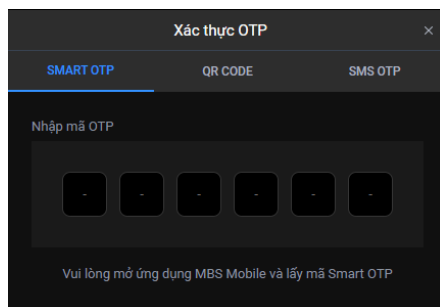 Xác thực OTP ×
SMART OTP QR CODE SMS OTP
Nhập mã OTP
- - - - - -
Vui lòng mở ứng dụng MBS Mobile và lấy mã Smart OTP